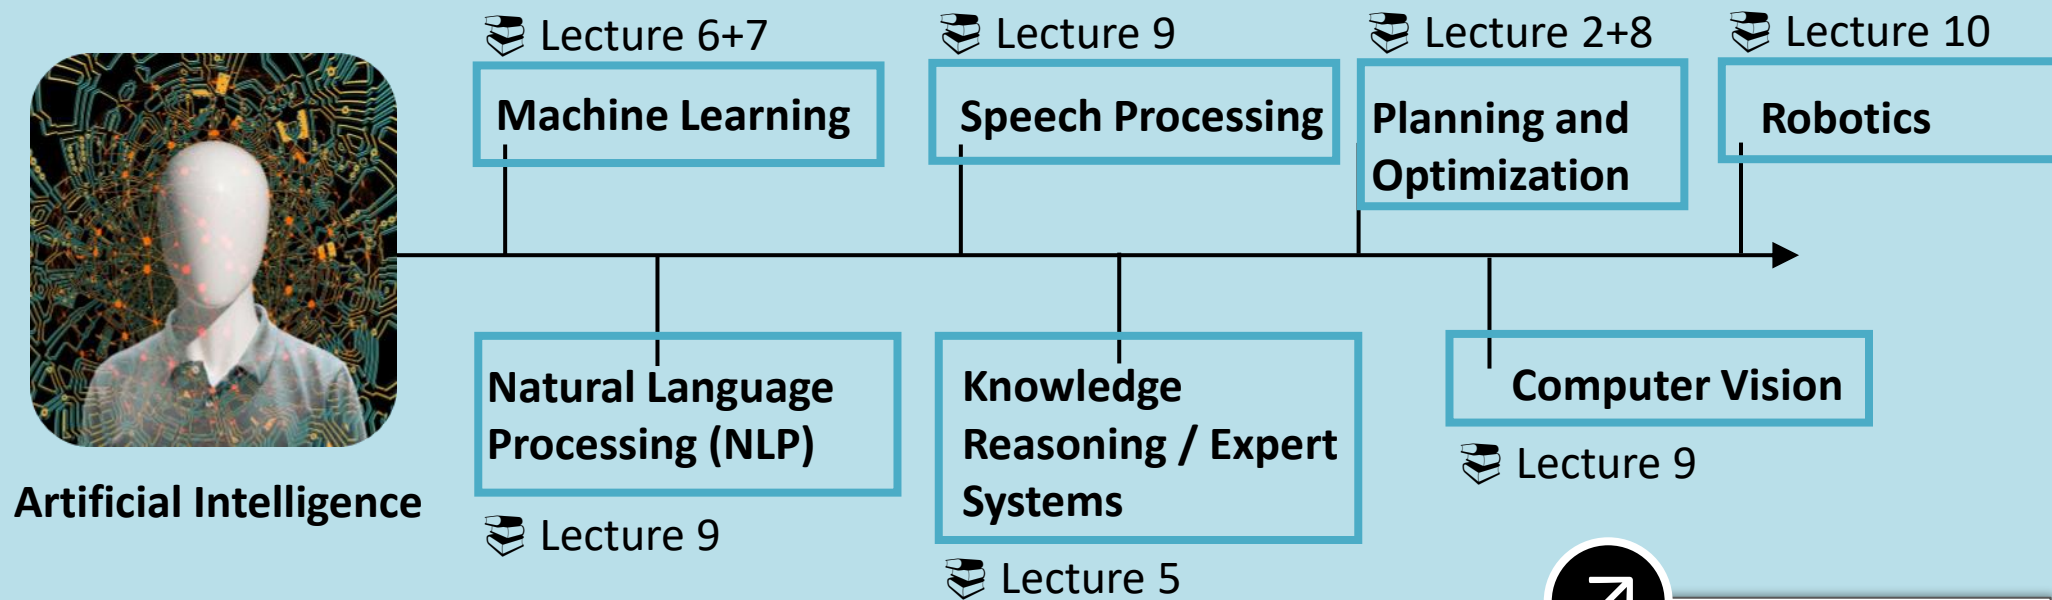 Lecture 6+7
Machine Learning
Lecture 9
Speech Processing
Lecture 2+8
Planning and
Optimization
Lecture 10
Robotics
Artificial Intelligence
Natural Language
Processing (NLP)
Lecture 9
Knowledge
Reasoning / Expert
Systems
Lecture 5
Computer Vision
Lecture 9